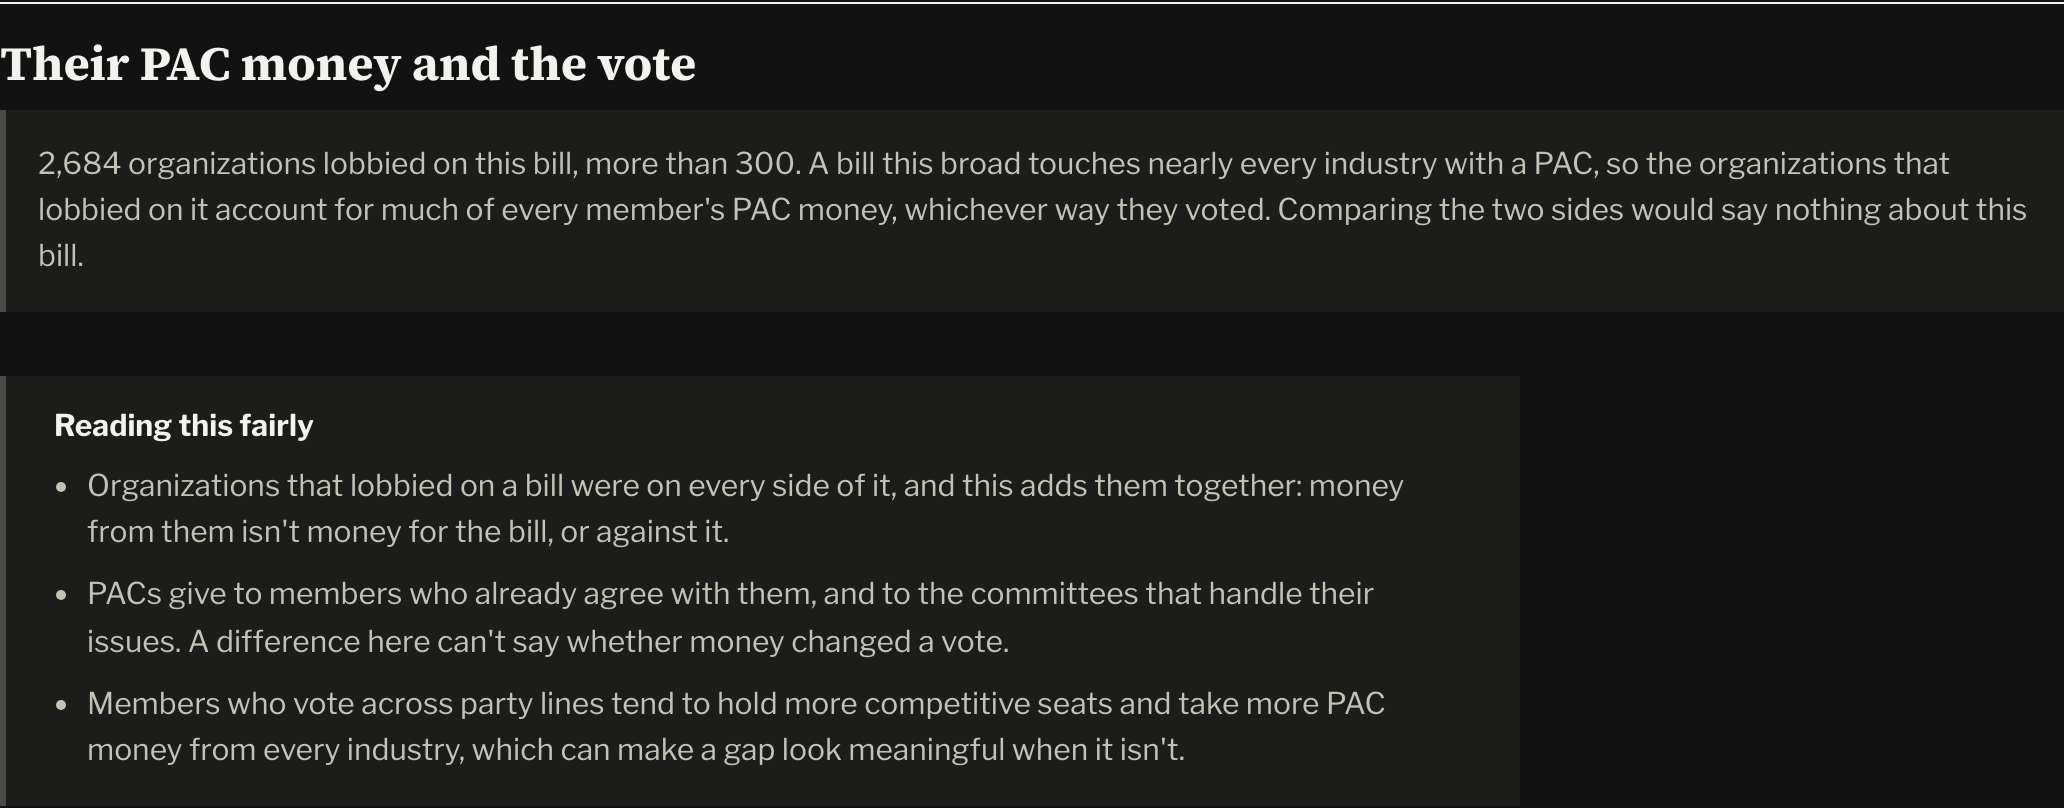 Their PAC money and the vote
2,684 organizations lobbied on this bill, more than 300. A bill this broad touches nearly every industry with a PAC, so the organizations that
lobbied on it account for much of every member's PAC money, whichever way they voted. Comparing the two sides would say nothing about this
bill.
Reading this fairly
• Organizations that lobbied on a bill were on every side of it, and this adds them together: money
from them isn't money for the bill, or against it.
• PACs give to members who already agree with them, and to the committees that handle their
issues. A difference here can't say whether money changed a vote.
• Members who vote across party lines tend to hold more competitive seats and take more PAC
money from every industry, which can make a gap look meaningful when it isn't.